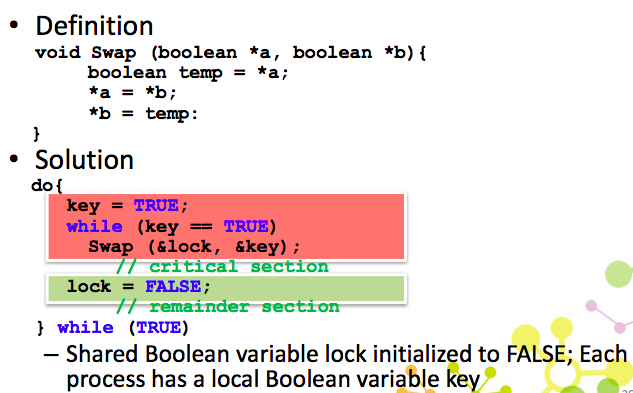 • Definition
void Swap (boolean *a, boolean *b){
boolean temp = *a;
*a = *b;
*b = temp:
}
• Solution
do{
key = TRUE;
while (key == TRUE)
Swap (&lock, &key);
// critical section
lock = FALSE;
// remainder section
} while (TRUE)
– Shared Boolean variable lock initialized to FALSE; Each
process has a local Boolean variable key